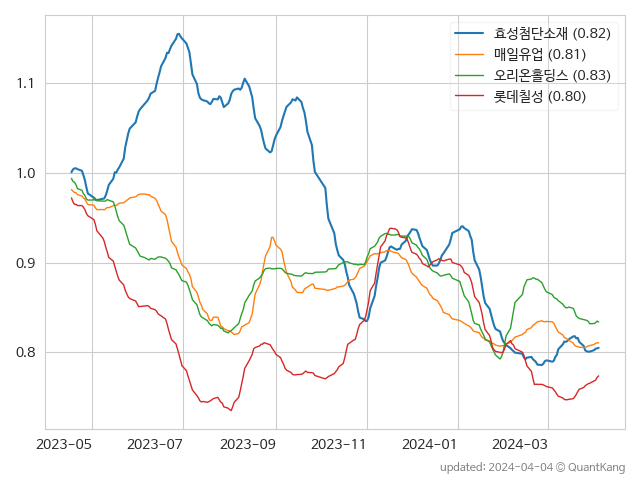 효성첨단소재 (0.82)
매일유업 (0.81)
오리온홀딩스 (0.83)
롯데칠성 (0.80)
1.1
1.0
0.9
0.8
2023-05 2023-07 2023-09 2023-11 2024-01 2024-03
updated: 2024-04-04 © QuantKang